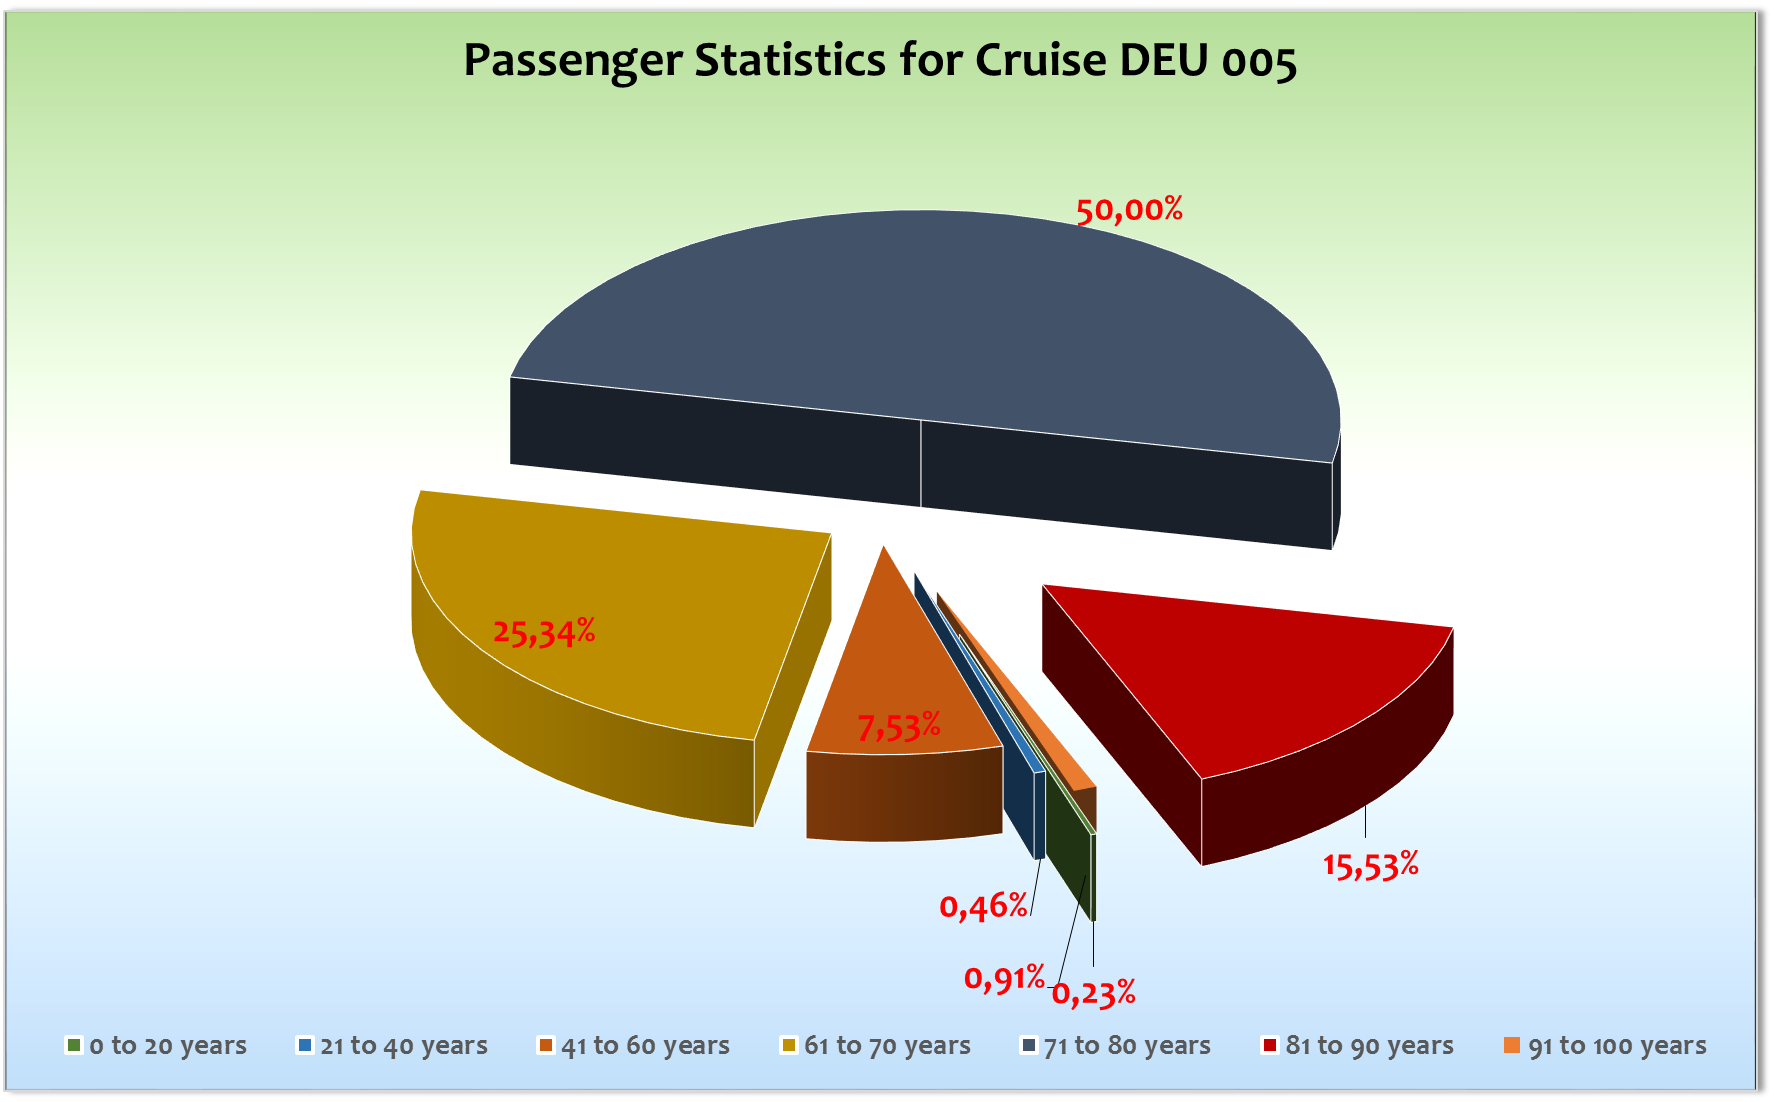 Passenger Statistics for Cruise DEU 005
50,00%
25,34%
7,53%
15,53%
0,46%
0,91%
0,23%
0 to 20 years
21 to 40 years
41 to 60 years
61 to 70 years
71 to 80 years
81 to 90 years
91 to 100 years